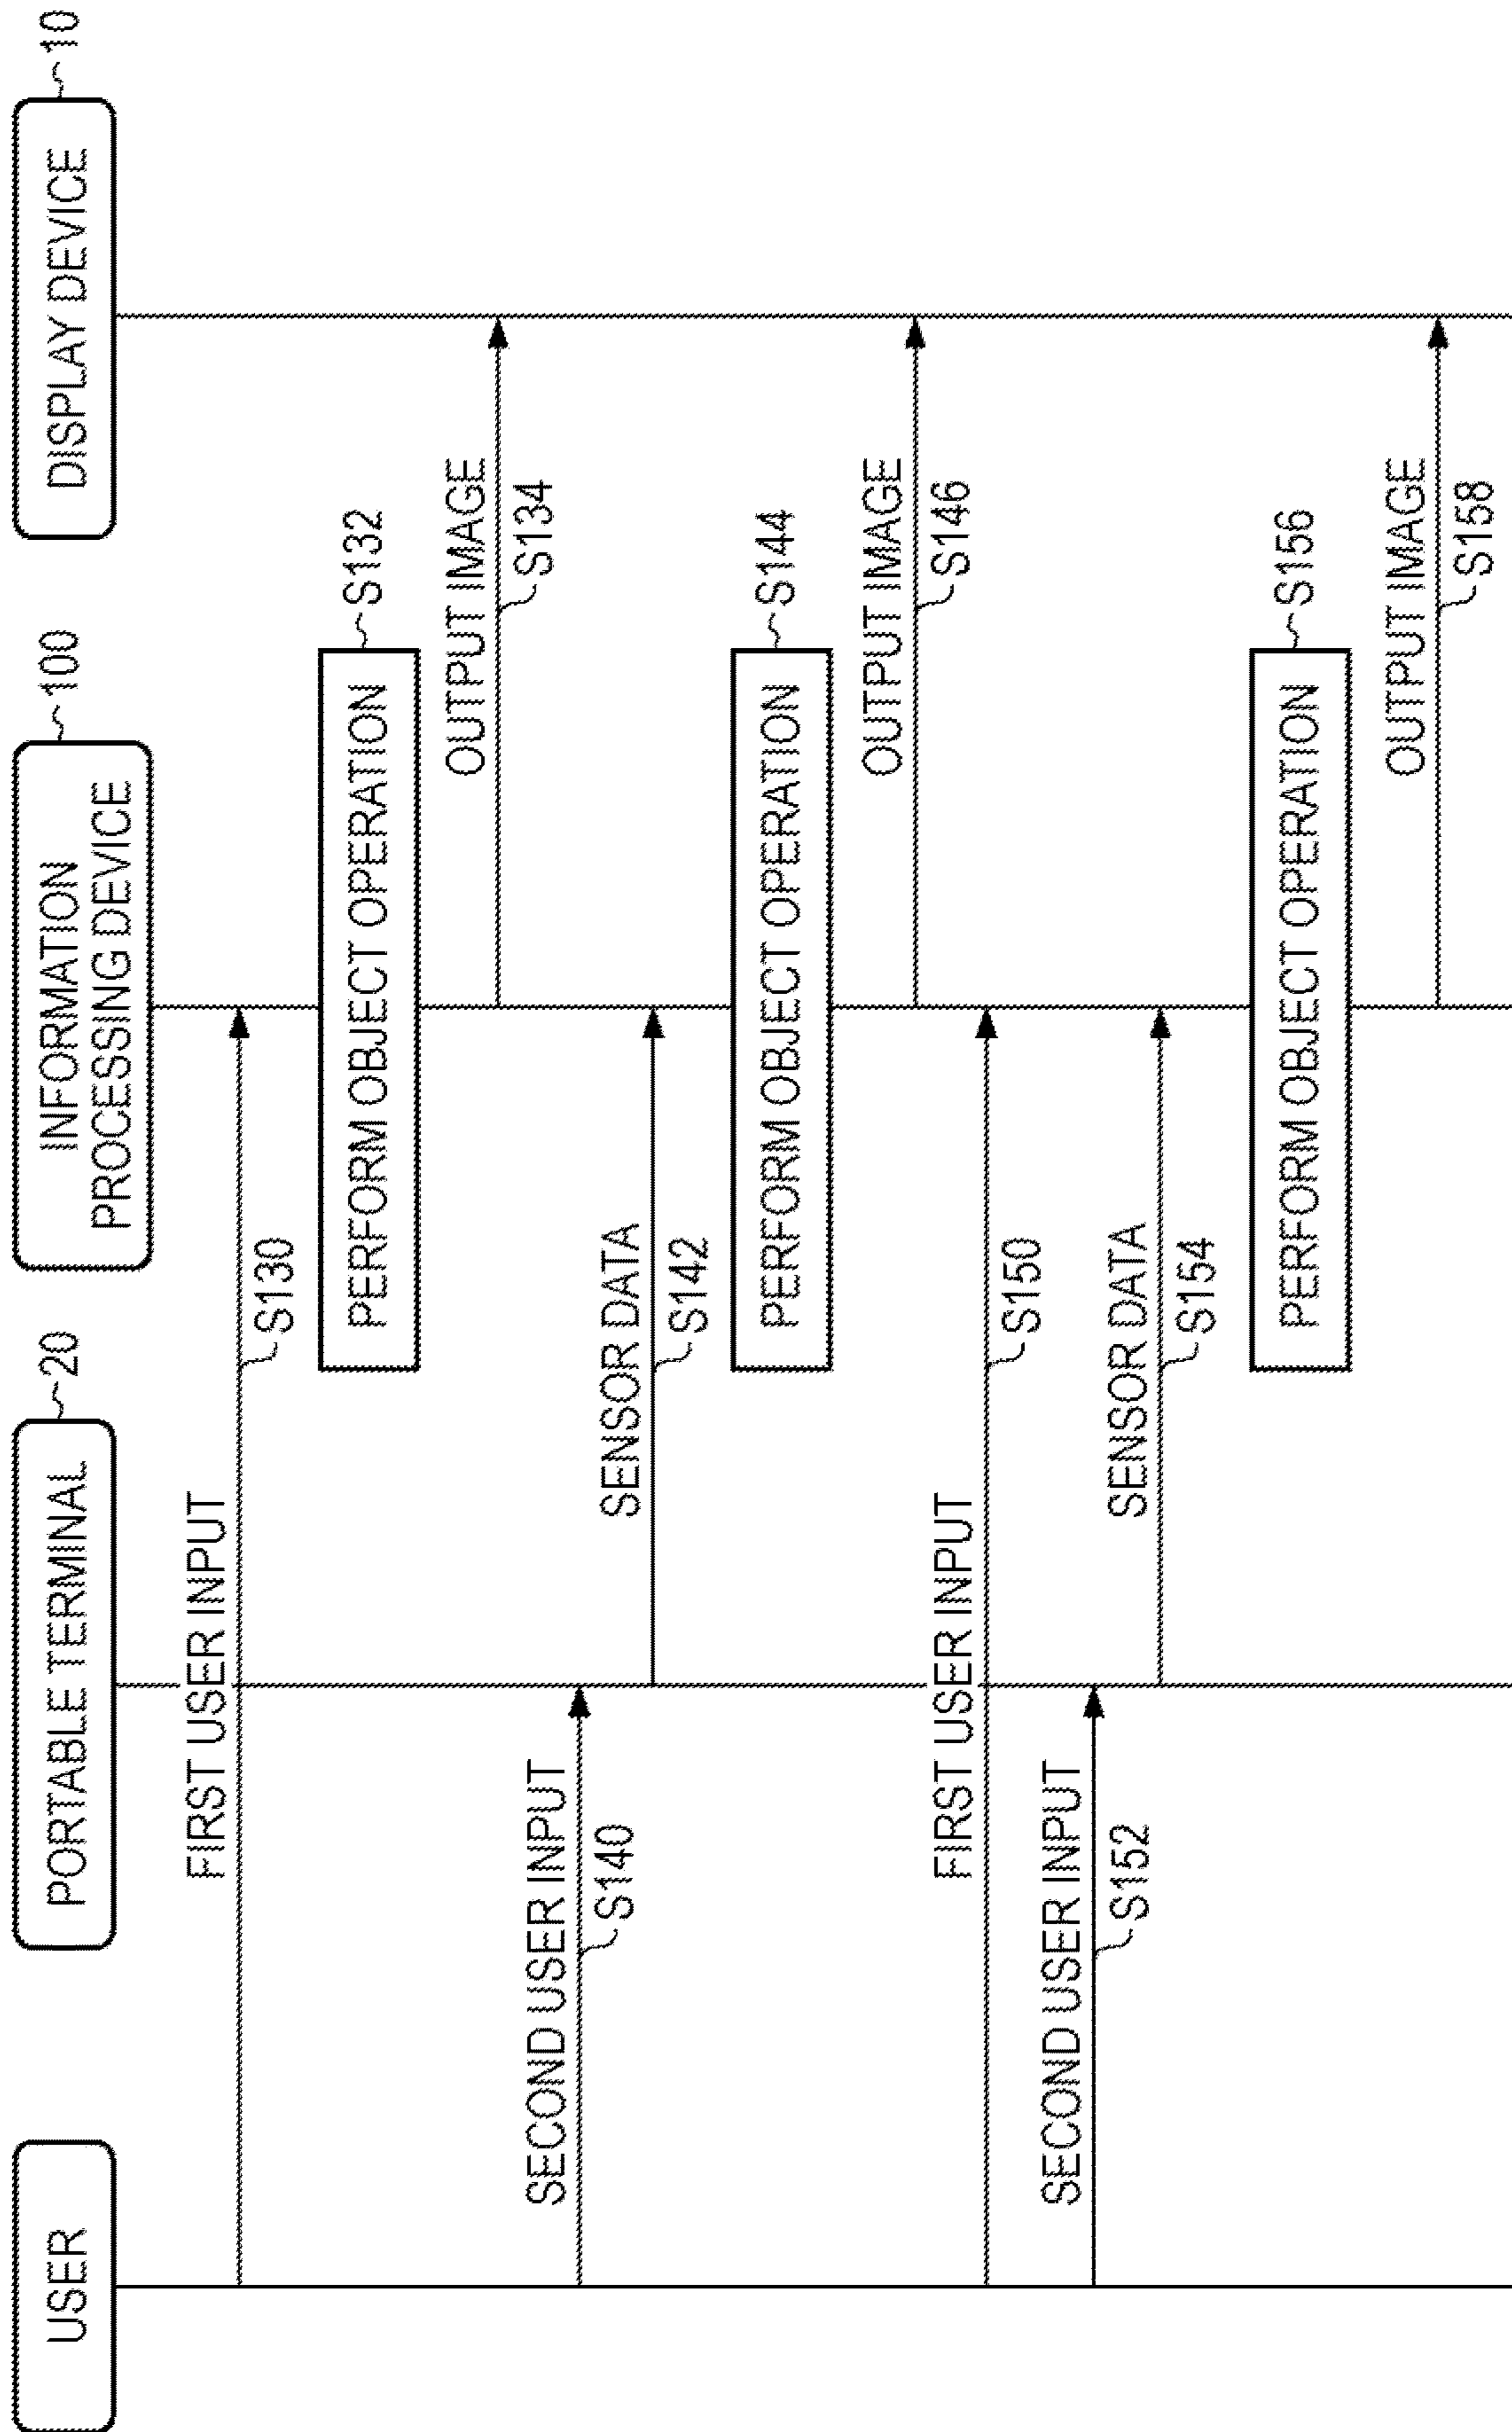 USER
PORTABLE TERMINAL
20
INFORMATION
PROCESSING DEVICE
100
DISPLAY DEVICE
10
FIRST USER INPUT
S130
PERFORM OBJECT OPERATION
S132
OUTPUT IMAGE
S134
SECOND USER INPUT
S140
SENSOR DATA
S142
PERFORM OBJECT OPERATION
S144
OUTPUT IMAGE
S146
FIRST USER INPUT
S150
SECOND USER INPUT
S152
SENSOR DATA
S154
PERFORM OBJECT OPERATION
S156
OUTPUT IMAGE
S158